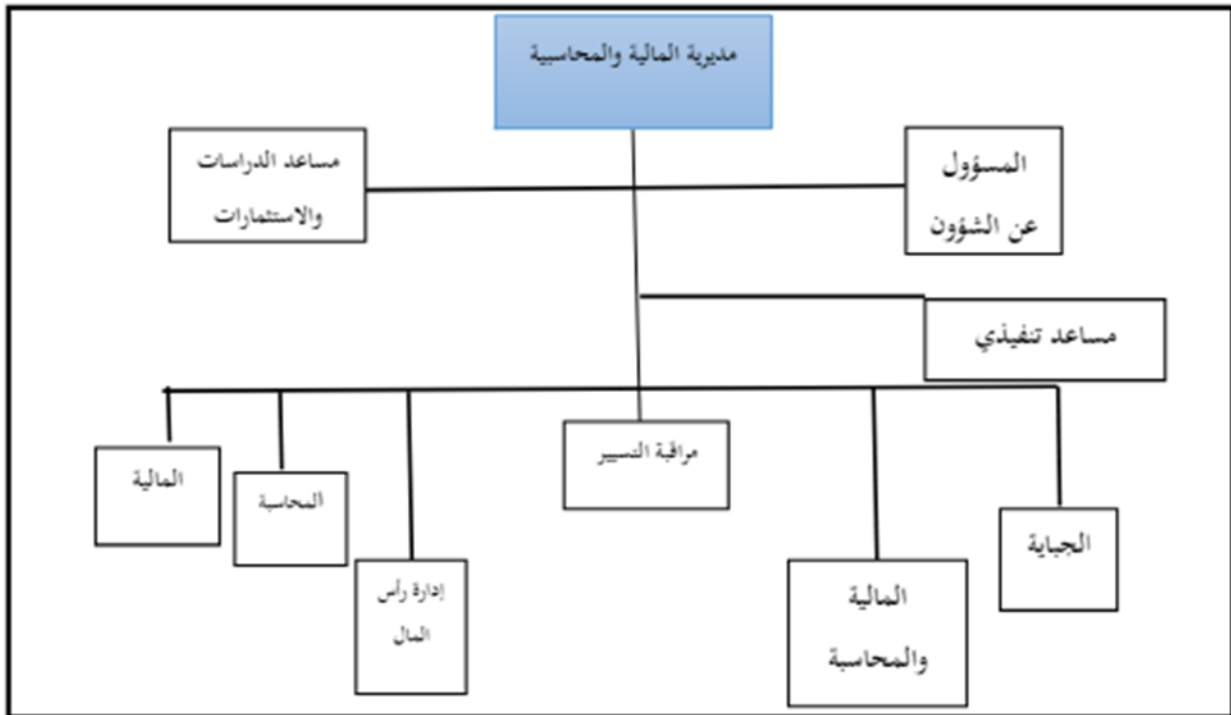 مديرية المالية والمحاسبية
المسؤول
عن الشؤون
مساعد الدراسات
والاستثمارات
مساعد تنفيذي
الجباية
المالية
والمحاسبة
مراقبة التسيير
إدارة رأس
المال
المحاسبة
المالية